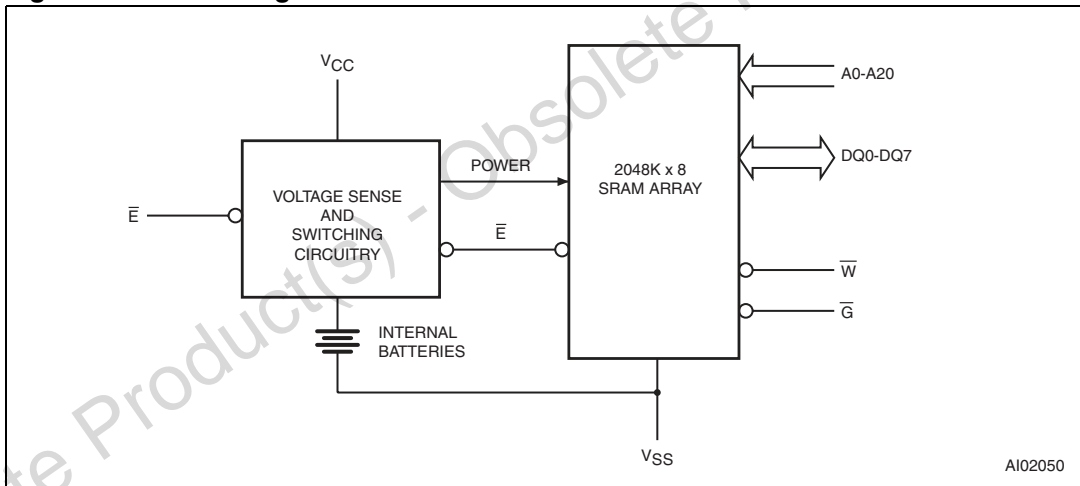 VCC
POWER
2048K x 8
SRAM ARRAY
A0-A20
DQ0-DQ7
E̅
VOLTAGE SENSE
AND
SWITCHING
CIRCUITRY
E̅
W̅
G̅
INTERNAL
BATTERIES
VSS
AI02050
Product(s) - Obsolete